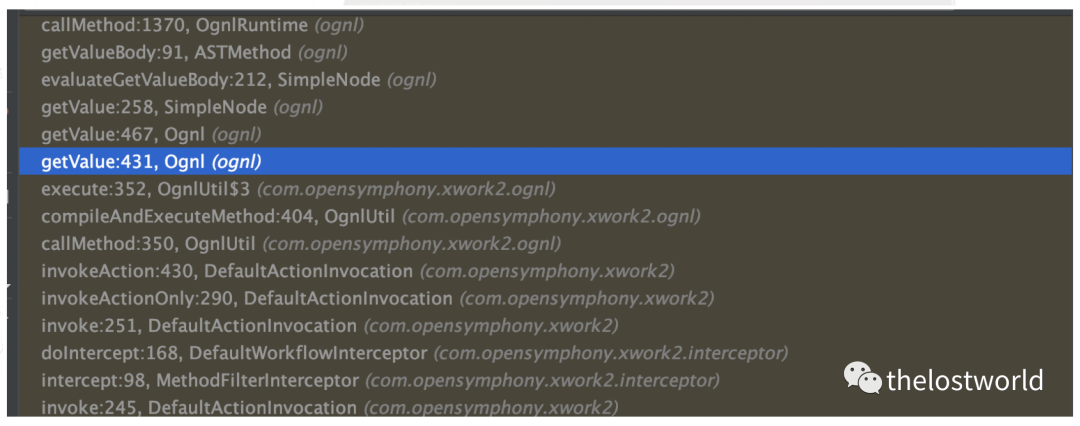 callMethod:1370, OgnlRuntime (ognl)
getValueBody:91, ASTMethod (ognl)
evaluateGetValueBody:212, SimpleNode (ognl)
getValue:258, SimpleNode (ognl)
getValue:467, Ognl (ognl)
getValue:431, Ognl (ognl)
execute:352, OgnlUtil$3 (com.opensymphony.xwork2.ognl)
compileAndExecuteMethod:404, OgnlUtil (com.opensymphony.xwork2.ognl)
callMethod:350, OgnlUtil (com.opensymphony.xwork2.ognl)
invokeAction:430, DefaultActionInvocation (com.opensymphony.xwork2)
invokeActionOnly:290, DefaultActionInvocation (com.opensymphony.xwork2)
invoke:251, DefaultActionInvocation (com.opensymphony.xwork2)
doIntercept:168, DefaultWorkflowInterceptor (com.opensymphony.xwork2.interceptor)
intercept:98, MethodFilterInterceptor (com.opensymphony.xwork2.interceptor)
invoke:245, DefaultActionInvocation (com.opensymphony.xwork2)
thelostworld